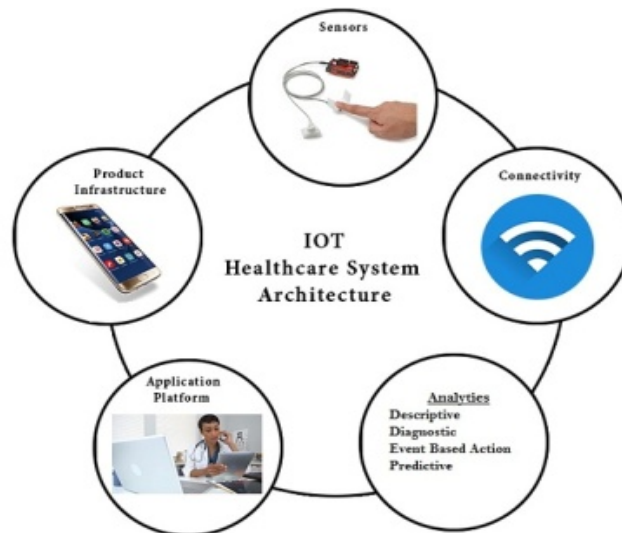 Sensors
Product
Infrastructure
Connectivity
IOT
Healthcare System
Architecture
Application
Platform
Analytics
Descriptive
Diagnostic
Event Based Action
Predictive